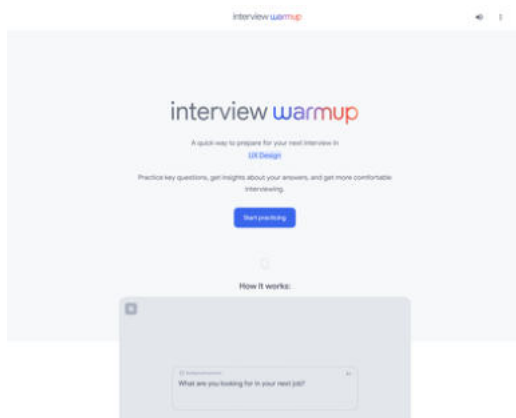 interview warmup
interview warmup
A quick way to prepare for your next interview in
UX Design
Practice key questions, get insights about your answers, and get more comfortable
interviewing.
Start practicing
How it works:
What are you looking for in your next job?